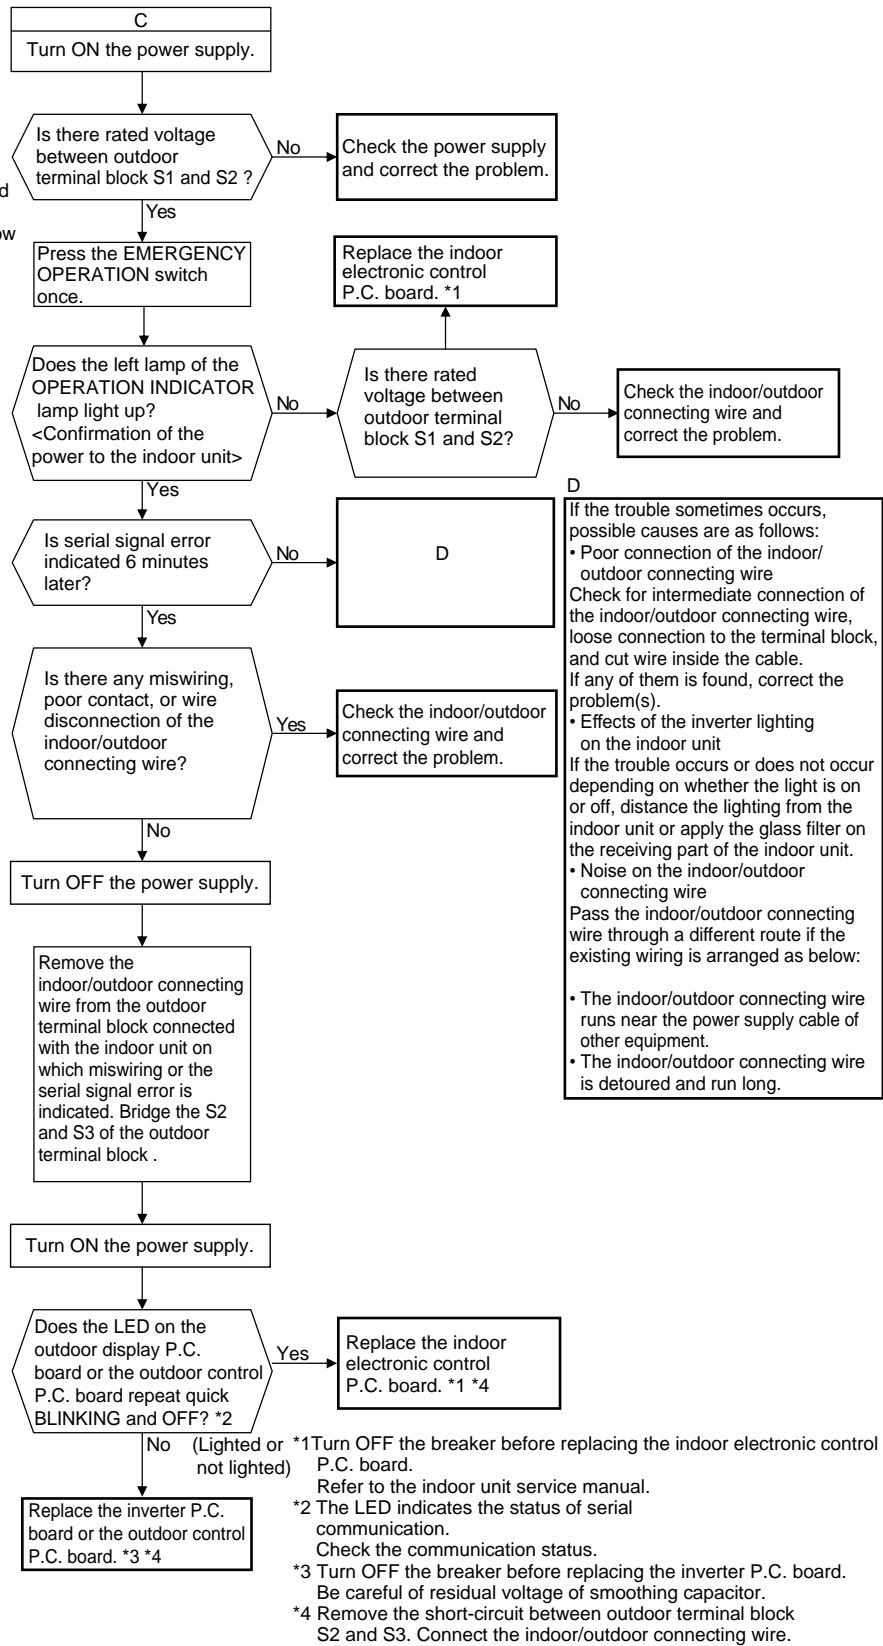 C
Turn ON the power supply.
Is there rated voltage
between outdoor
terminal block S1 and S2 ?
No
Check the power supply
and correct the problem.
d
ow
Yes
Press the EMERGENCY
OPERATION switch
once.
Replace the indoor
electronic control
P.C. board. *1
Does the left lamp of the
OPERATION INDICATOR
lamp light up?
<Confirmation of the
power to the indoor unit>
No
Is there rated
voltage between
outdoor terminal
block S1 and S2?
No
Check the indoor/outdoor
connecting wire and
correct the problem.
Yes
Is serial signal error
indicated 6 minutes
later?
No
D
D
If the trouble sometimes occurs,
possible causes are as follows:
• Poor connection of the indoor/
outdoor connecting wire
Check for intermediate connection of
the indoor/outdoor connecting wire,
loose connection to the terminal block,
and cut wire inside the cable.
If any of them is found, correct the
problem(s).
• Effects of the inverter lighting
on the indoor unit
If the trouble occurs or does not occur
depending on whether the light is on
or off, distance the lighting from the
indoor unit or apply the glass filter on
the receiving part of the indoor unit.
• Noise on the indoor/outdoor
connecting wire
Pass the indoor/outdoor connecting
wire through a different route if the
existing wiring is arranged as below:
• The indoor/outdoor connecting wire
runs near the power supply cable of
other equipment.
• The indoor/outdoor connecting wire
is detoured and run long.
Yes
Is there any miswiring,
poor contact, or wire
disconnection of the
indoor/outdoor
connecting wire?
Yes
Check the indoor/outdoor
connecting wire and
correct the problem.
No
Turn OFF the power supply.
Remove the
indoor/outdoor connecting
wire from the outdoor
terminal block connected
with the indoor unit on
which miswiring or the
serial signal error is
indicated. Bridge the S2
and S3 of the outdoor
terminal block .
Turn ON the power supply.
Does the LED on the
outdoor display P.C.
board or the outdoor control
P.C. board repeat quick
BLINKING and OFF? *2
Yes
Replace the indoor
electronic control
P.C. board. *1 *4
No
(Lighted or
not lighted)
Replace the inverter P.C.
board or the outdoor control
P.C. board. *3 *4
*1Turn OFF the breaker before replacing the indoor electronic control
P.C. board.
Refer to the indoor unit service manual.
*2 The LED indicates the status of serial
communication.
Check the communication status.
*3 Turn OFF the breaker before replacing the inverter P.C. board.
Be careful of residual voltage of smoothing capacitor.
*4 Remove the short-circuit between outdoor terminal block
S2 and S3. Connect the indoor/outdoor connecting wire.